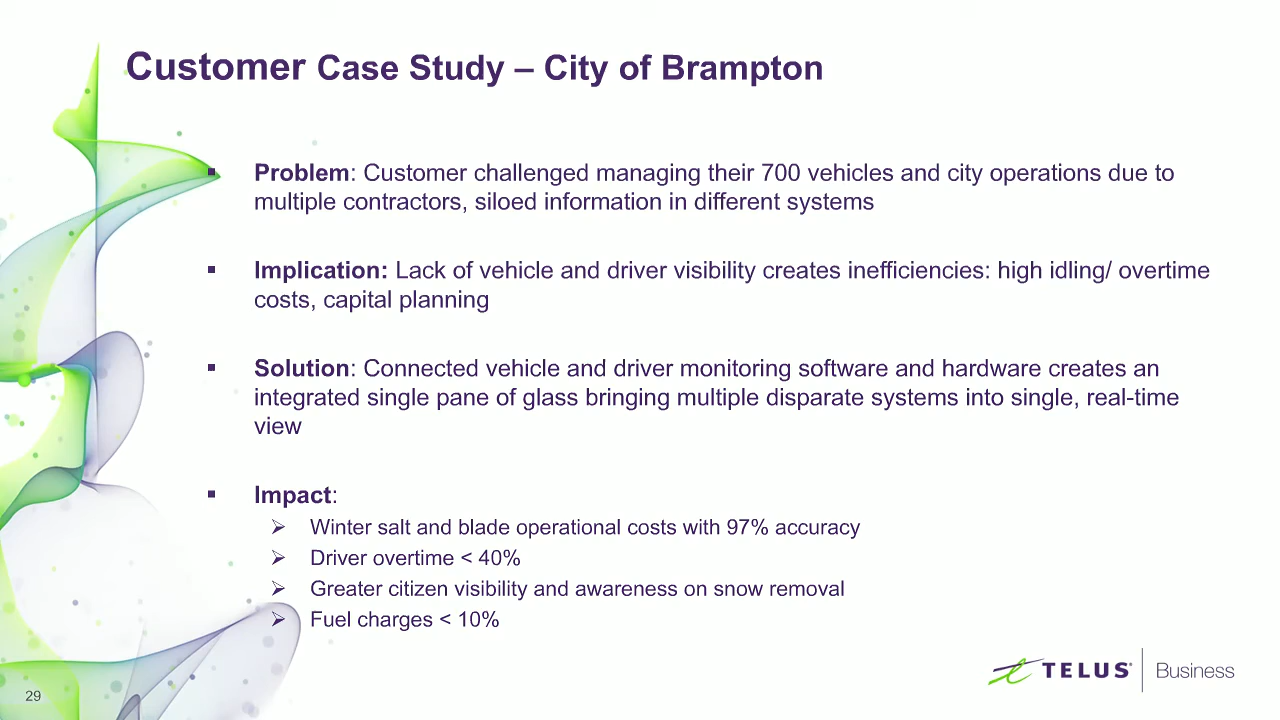 Customer Case Study – City of Brampton
▪ Problem: Customer challenged managing their 700 vehicles and city operations due to
multiple contractors, siloed information in different systems
▪ Implication: Lack of vehicle and driver visibility creates inefficiencies: high idling/ overtime
costs, capital planning
▪ Solution: Connected vehicle and driver monitoring software and hardware creates an
integrated single pane of glass bringing multiple disparate systems into single, real-time
view
▪ Impact:
➢ Winter salt and blade operational costs with 97% accuracy
➢ Driver overtime < 40%
➢ Greater citizen visibility and awareness on snow removal
➢ Fuel charges < 10%
TELUS® Business
29